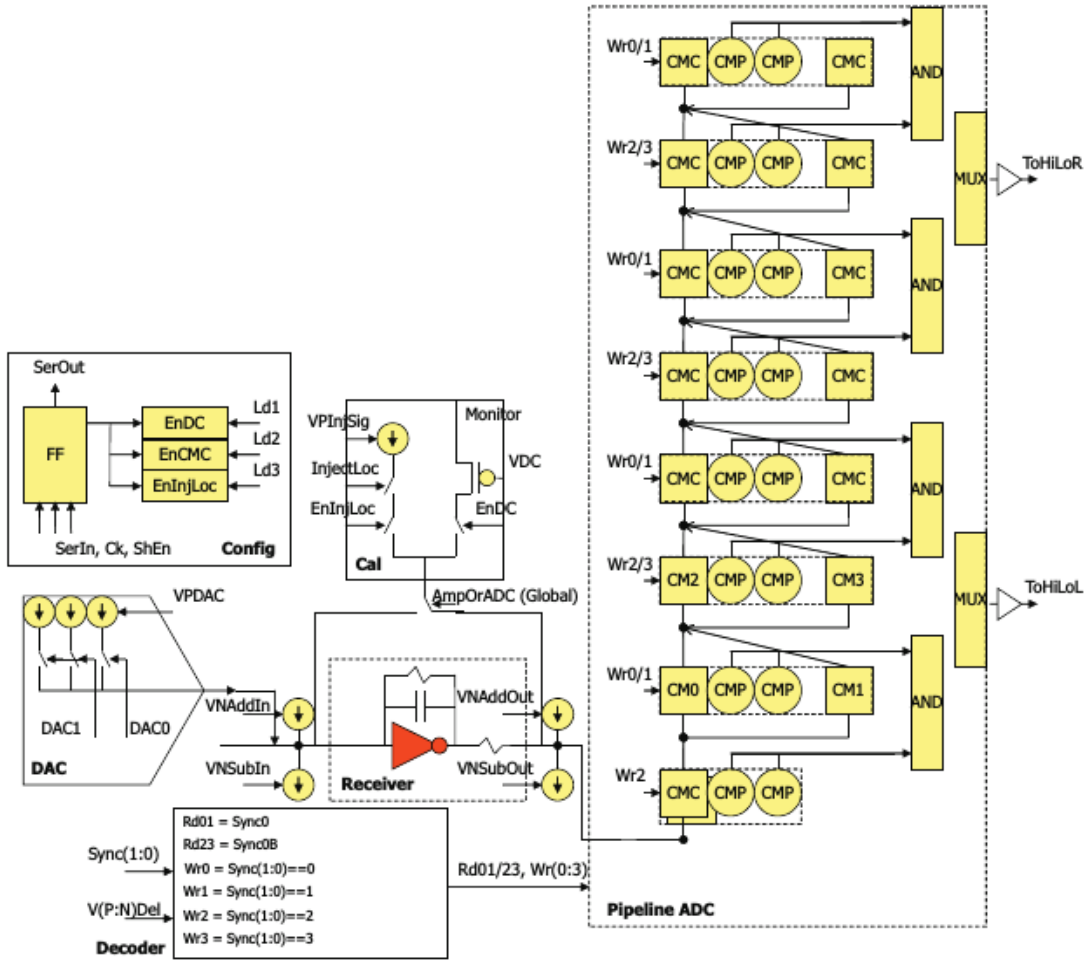 Wr0/1
CMC
CMP
CMP
CMC
AND
Wr2/3
CMC
CMP
CMP
CMC
MUX
ToHiLoR
Wr0/1
CMC
CMP
CMP
CMC
AND
Wr2/3
CMC
CMP
CMP
CMC
Wr0/1
CMC
CMP
CMP
CMC
AND
Wr2/3
CM2
CMP
CMP
CM3
MUX
ToHiLoL
Wr0/1
CM0
CMP
CMP
CM1
AND
Wr2
CMC
CMP
CMP
Pipeline ADC
SerOut
FF
EnDC
EnCMC
EnInjLoc
Ld1
Ld2
Ld3
SerIn, Ck, ShEn
Config
Monitor
VPInjSig
VDC
InjectLoc
EnInjLoc
EnDC
Cal
AmpOrADC (Global)
VPDAC
DAC1
DAC0
DAC
VNAddIn
VNSubIn
VNAddOut
VNSubOut
Receiver
Rd01 = Sync0
Rd23 = Sync0B
Wr0 = Sync(1:0)==0
Wr1 = Sync(1:0)==1
Wr2 = Sync(1:0)==2
Wr3 = Sync(1:0)==3
Sync(1:0)
V(P:N)Del
Decoder
Rd01/23, Wr(0:3)